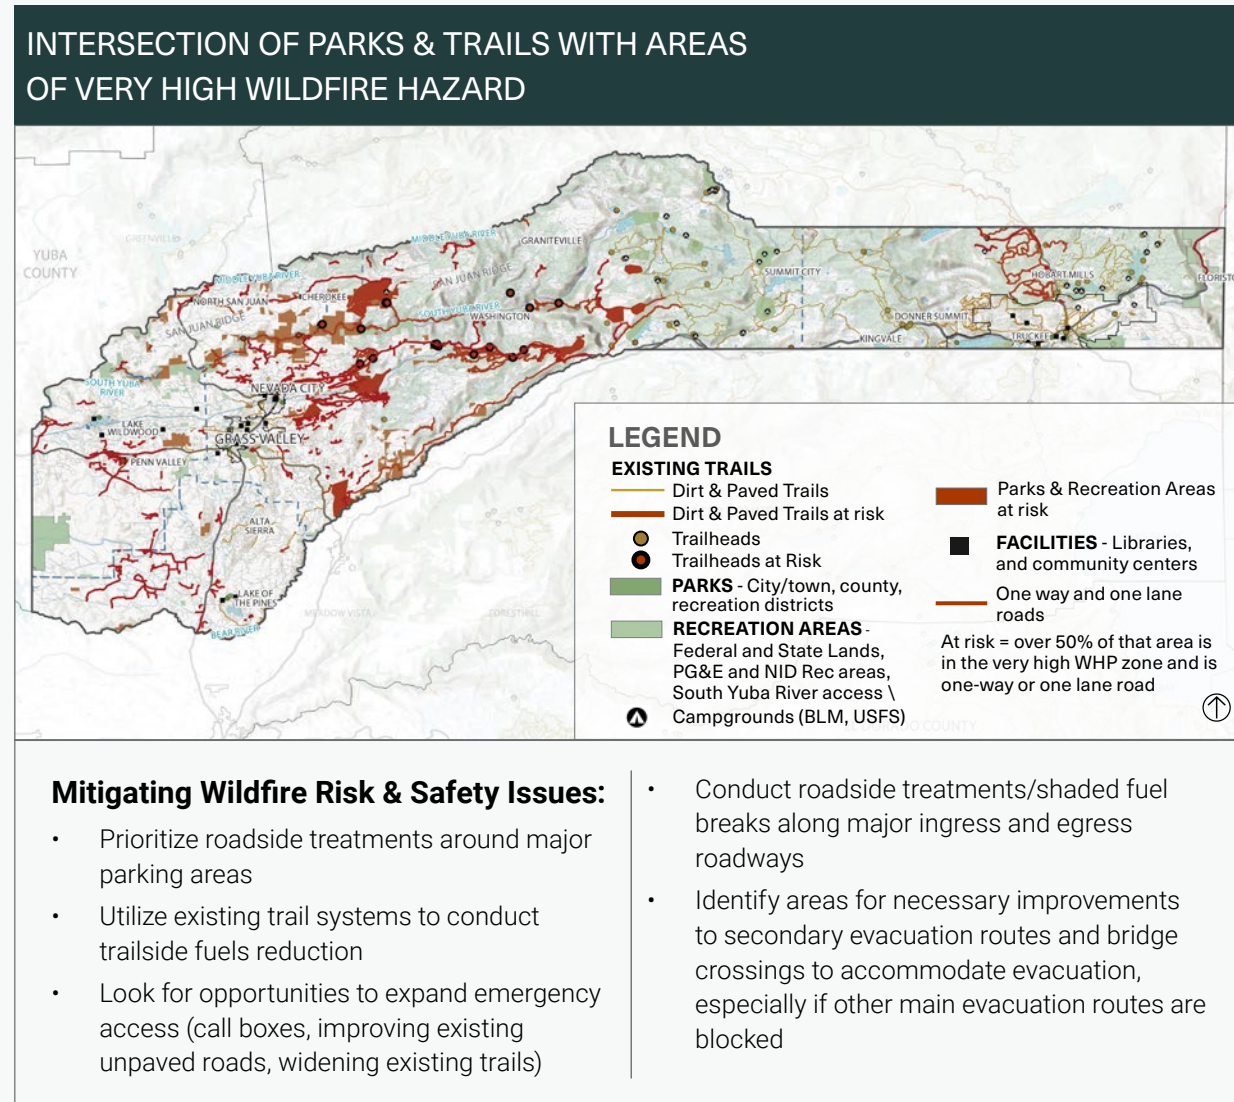 INTERSECTION OF PARKS & TRAILS WITH AREAS
OF VERY HIGH WILDFIRE HAZARD
YUBA
COUNTY
GREENVILLE
MIDDLE YUBA RIVER
GRANITEVILLE
MIDDLE YUBA RIVER
SAN JUAN RIDGE
SUMMIT CITY
HOBART MILLS
FLORIST
NORTH SAN JUAN
CHEROKEE
SOUTH YUBA RIVER
WASHINGTON
SAN JUAN RIDGE
DONNER SUMMIT
KINGVALE
TRUCKEE
SOUTH YUBA
RIVER
NEVADA CITY
LAKE
WILDWOOD
GRASS VALLEY
PENN VALLEY
ALTA
SIERRA
LAKE OF
THE PINES
MEADOW VISTA
FORESTHILL
BEAR RIVER
LEGEND
EXISTING TRAILS
Dirt & Paved Trails
Dirt & Paved Trails at risk
Trailheads
Trailheads at Risk
PARKS - City/town, county,
recreation districts
RECREATION AREAS -
Federal and State Lands,
PG&E and NID Rec areas,
South Yuba River access \
Campgrounds (BLM, USFS)
Parks & Recreation Areas
at risk
FACILITIES - Libraries,
and community centers
One way and one lane
roads
At risk = over 50% of that area is
in the very high WHP zone and is
one-way or one lane road
COUNTY
Mitigating Wildfire Risk & Safety Issues:
• Prioritize roadside treatments around major
parking areas
• Utilize existing trail systems to conduct
trailside fuels reduction
• Look for opportunities to expand emergency
access (call boxes, improving existing
unpaved roads, widening existing trails)
• Conduct roadside treatments/shaded fuel
breaks along major ingress and egress
roadways
• Identify areas for necessary improvements
to secondary evacuation routes and bridge
crossings to accommodate evacuation,
especially if other main evacuation routes are
blocked